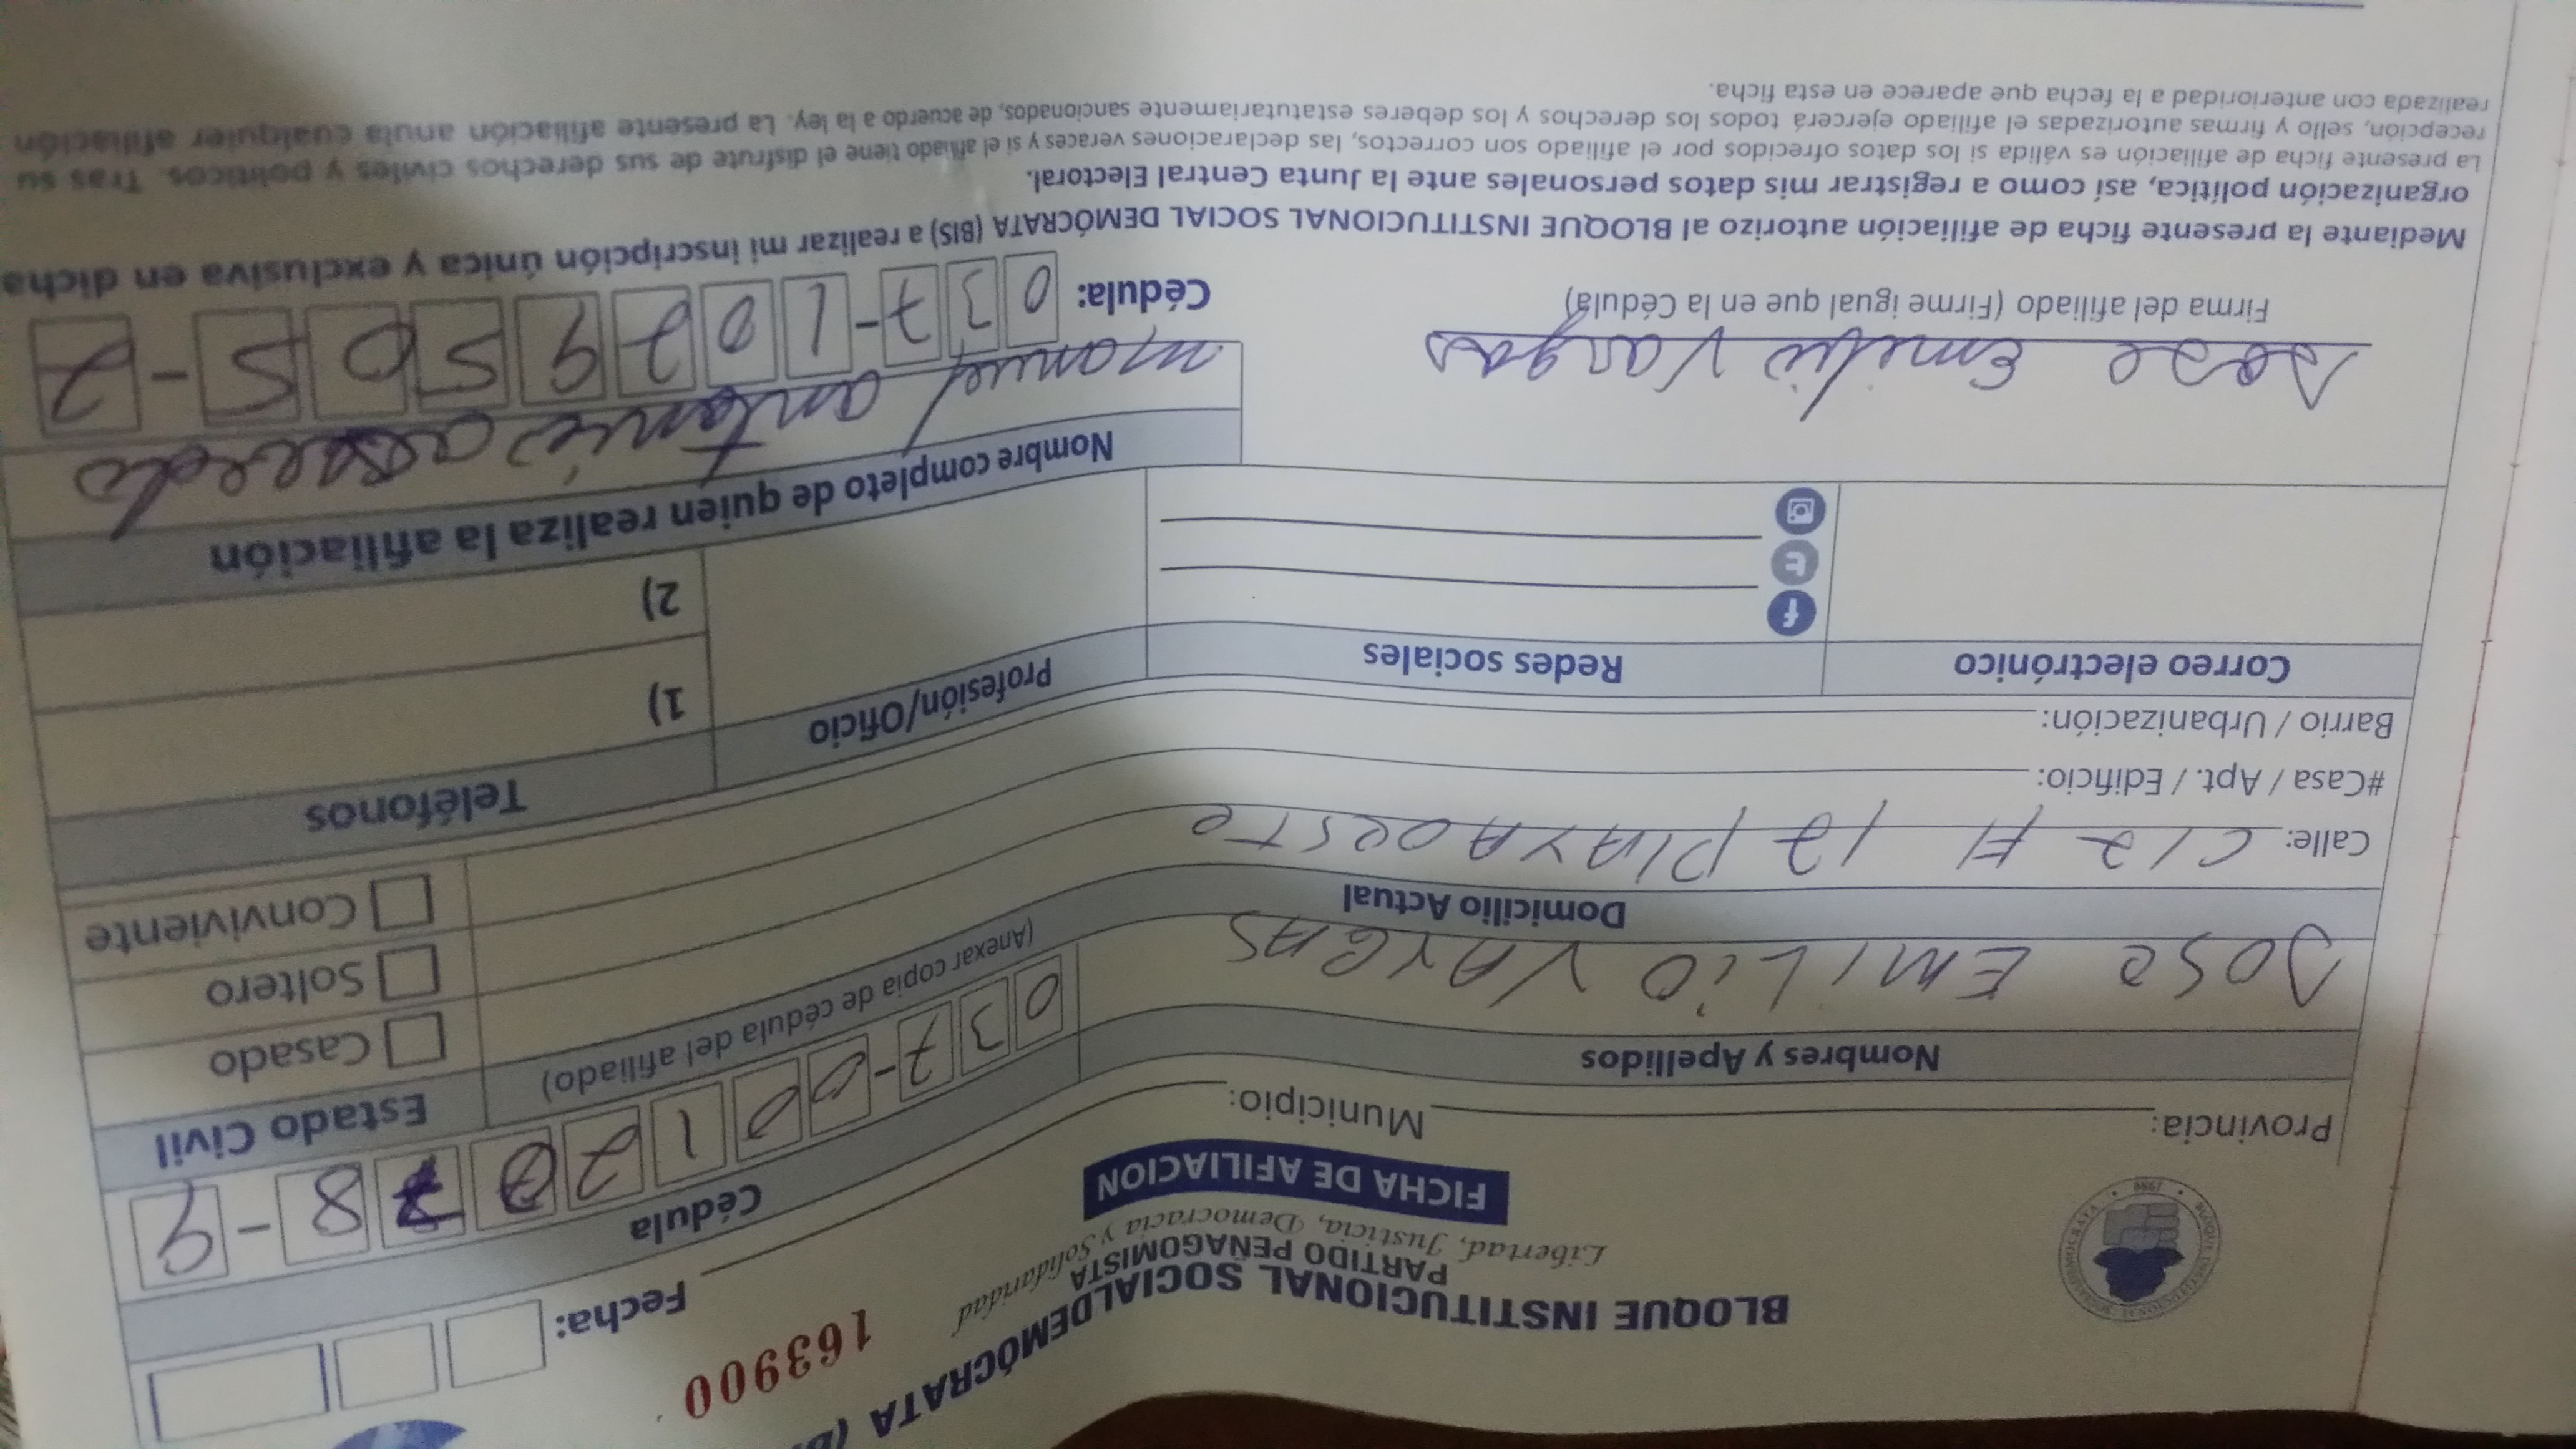 BLOQUE INSTITUCIONAL SOCIALDEMÓCRATA (B
PARTIDO PEÑAGOMISTA
Libertad, Justicia, Democracia y Solidaridad
163900
FICHA DE AFILIACION
Fecha:
Provincia: Municipio:
Nombres y Apellidos
Cédula
JOSe EMILiO VAYGAS
037-0012078-9
(Anexar copia de cédula del afiliado)
Estado Civil
Casado
Soltero
Conviviente
Domicilio Actual
Calle: C12 # 12 PlAYA OesTe
#Casa / Apt. / Edificio:
Barrio / Urbanización:
Correo electrónico
Redes sociales
Profesión/Oficio
Teléfonos
1)
2)
Nombre completo de quien realiza la afiliación
Manuel antonio
Jose Emilio Vargas
Firma del afiliado (Firme igual que en la Cédula)
Cédula: 037-0-2
Mediante la presente ficha de afiliación autorizo al BLOQUE INSTITUCIONAL SOCIAL DEMÓCRATA (BIS) a realizar mi inscripción única y exclusiva en dicha
organización política, así como a registrar mis datos personales ante la Junta Central Electoral.
La presente ficha de afiliación es válida si los datos ofrecidos por el afiliado son correctos, las declaraciones veraces y si el afiliado tiene el disfrute de sus derechos civiles y políticos. Tras su
recepción, sello y firmas autorizadas el afiliado ejercerá todos los derechos y los deberes estatutariamente sancionados, de acuerdo a la ley. La presente afiliación anula cualquier afiliación
realizada con anterioridad a la fecha que aparece en esta ficha.